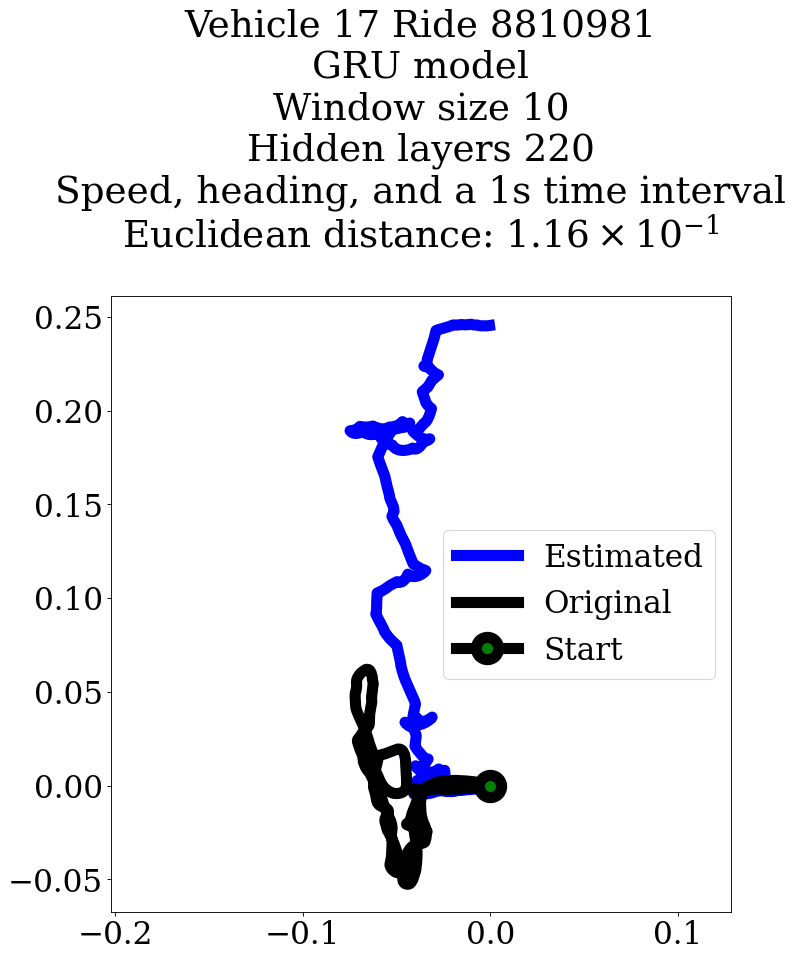 Vehicle 17 Ride 8810981
GRU model
Window size 10
Hidden layers 220
Speed, heading, and a 1s time interval
Euclidean distance: 1.16 × 10⁻¹
0.25
0.20
0.15
0.10
0.05
0.00
−0.05
Estimated
Original
Start
−0.2 −0.1 0.0 0.1